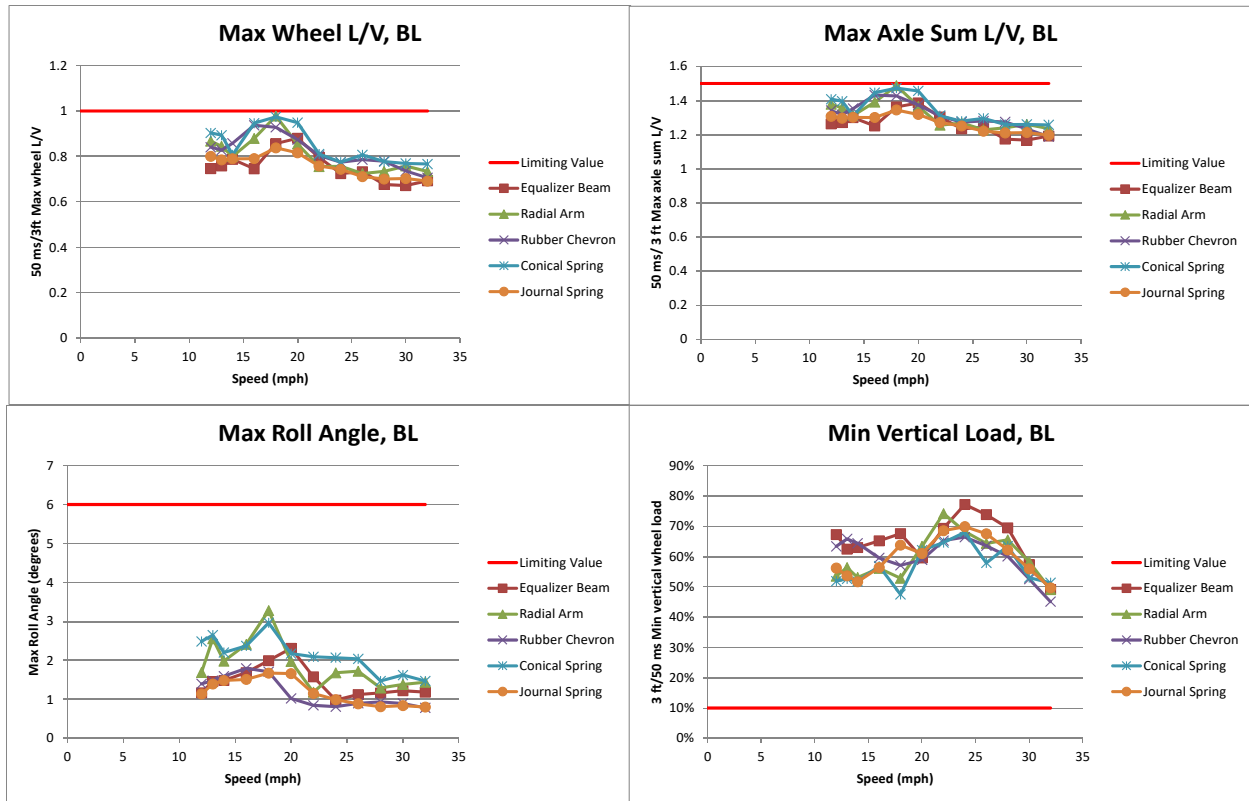 Max Wheel L/V, BL
50 ms/3ft Max wheel L/V
1.2
1
0.8
0.6
0.4
0.2
0
0 5 10 15 20 25 30 35
Speed (mph)
Limiting Value
Equalizer Beam
Radial Arm
Rubber Chevron
Conical Spring
Journal Spring
Max Axle Sum L/V, BL
50 ms/ 3 ft Max axle sum L/V
1.6
1.4
1.2
1
0.8
0.6
0.4
0.2
0
0 5 10 15 20 25 30 35
Speed (mph)
Limiting Value
Equalizer Beam
Radial Arm
Rubber Chevron
Conical Spring
Journal Spring
Max Roll Angle, BL
Max Roll Angle (degrees)
7
6
5
4
3
2
1
0
0 5 10 15 20 25 30 35
Speed (mph)
Limiting Value
Equalizer Beam
Radial Arm
Rubber Chevron
Conical Spring
Journal Spring
Min Vertical Load, BL
3 ft/50 ms Min vertical wheel load
90%
80%
70%
60%
50%
40%
30%
20%
10%
0%
0 5 10 15 20 25 30 35
Speed (mph)
Limiting Value
Equalizer Beam
Radial Arm
Rubber Chevron
Conical Spring
Journal Spring